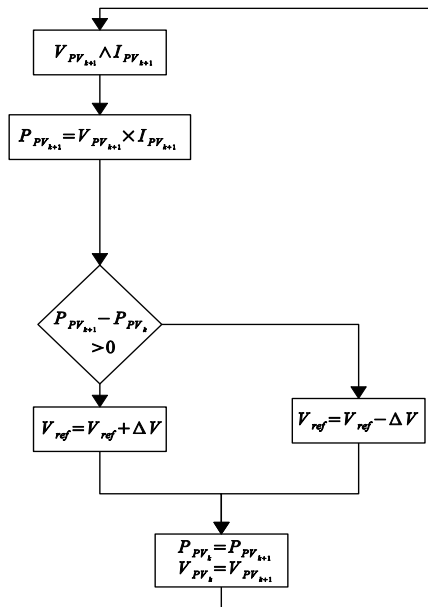 V_{PV_{k+1}} ∧ I_{PV_{k+1}}
P_{PV_{k+1}} = V_{PV_{k+1}} × I_{PV_{k+1}}
P_{PV_{k+1}} − P_{PV_k}
>0
V_{ref} = V_{ref} + Δ V
V_{ref} = V_{ref} − Δ V
P_{PV_k} = P_{PV_{k+1}}
V_{PV_k} = V_{PV_{k+1}}